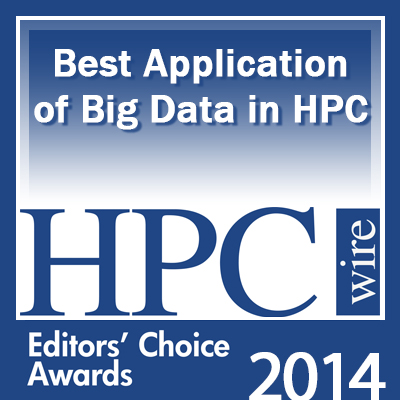 Best Application
of Big Data in HPC
HPC wire
Editors' Choice
Awards
2014